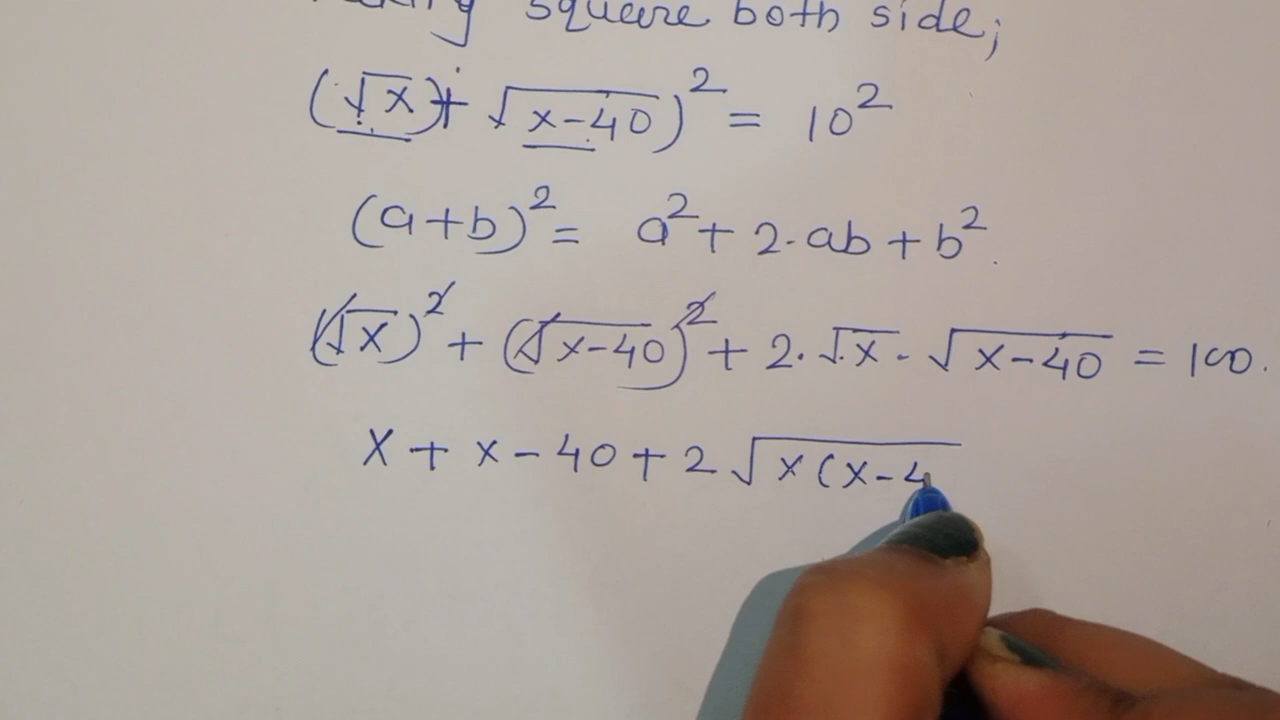 square both side;
(√x)+ √(x-40))² = 10²
(a+b)² = a²+2·ab+b².
(√x)² + (√(x-40))² + 2·√x·√(x-40) = 100.
x + x - 40 + 2√(x(x-4